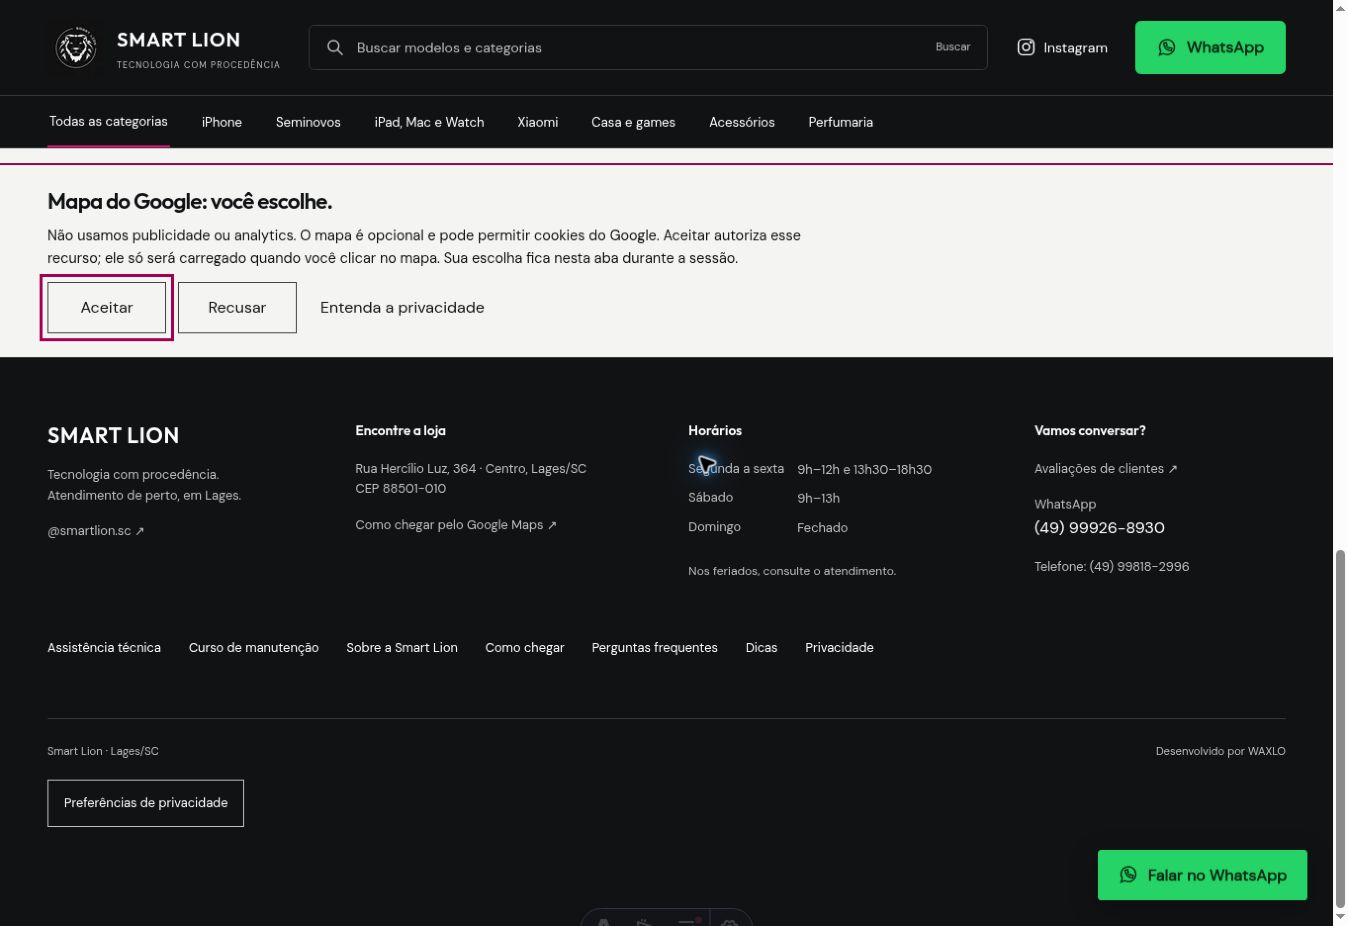 SMART LION
TECNOLOGIA COM PROCEDÊNCIA
Buscar modelos e categorias
Buscar
Instagram
WhatsApp
Todas as categorias
iPhone
Seminovos
iPad, Mac e Watch
Xiaomi
Casa e games
Acessórios
Perfumaria
Mapa do Google: você escolhe.
Não usamos publicidade ou analytics. O mapa é opcional e pode permitir cookies do Google. Aceitar autoriza esse
recurso; ele só será carregado quando você clicar no mapa. Sua escolha fica nesta aba durante a sessão.
Aceitar
Recusar
Entenda a privacidade
SMART LION
Tecnologia com procedência.
Atendimento de perto, em Lages.
@smartlion.sc ↗
Encontre a loja
Rua Hercílio Luz, 364 · Centro, Lages/SC
CEP 88501-010
Como chegar pelo Google Maps ↗
Horários
Segunda a sexta 9h–12h e 13h30–18h30
Sábado 9h–13h
Domingo Fechado
Nos feriados, consulte o atendimento.
Vamos conversar?
Avaliações de clientes ↗
WhatsApp
(49) 99926-8930
Telefone: (49) 99818-2996
Assistência técnica
Curso de manutenção
Sobre a Smart Lion
Como chegar
Perguntas frequentes
Dicas
Privacidade
Smart Lion · Lages/SC
Desenvolvido por WAXLO
Preferências de privacidade
Falar no WhatsApp